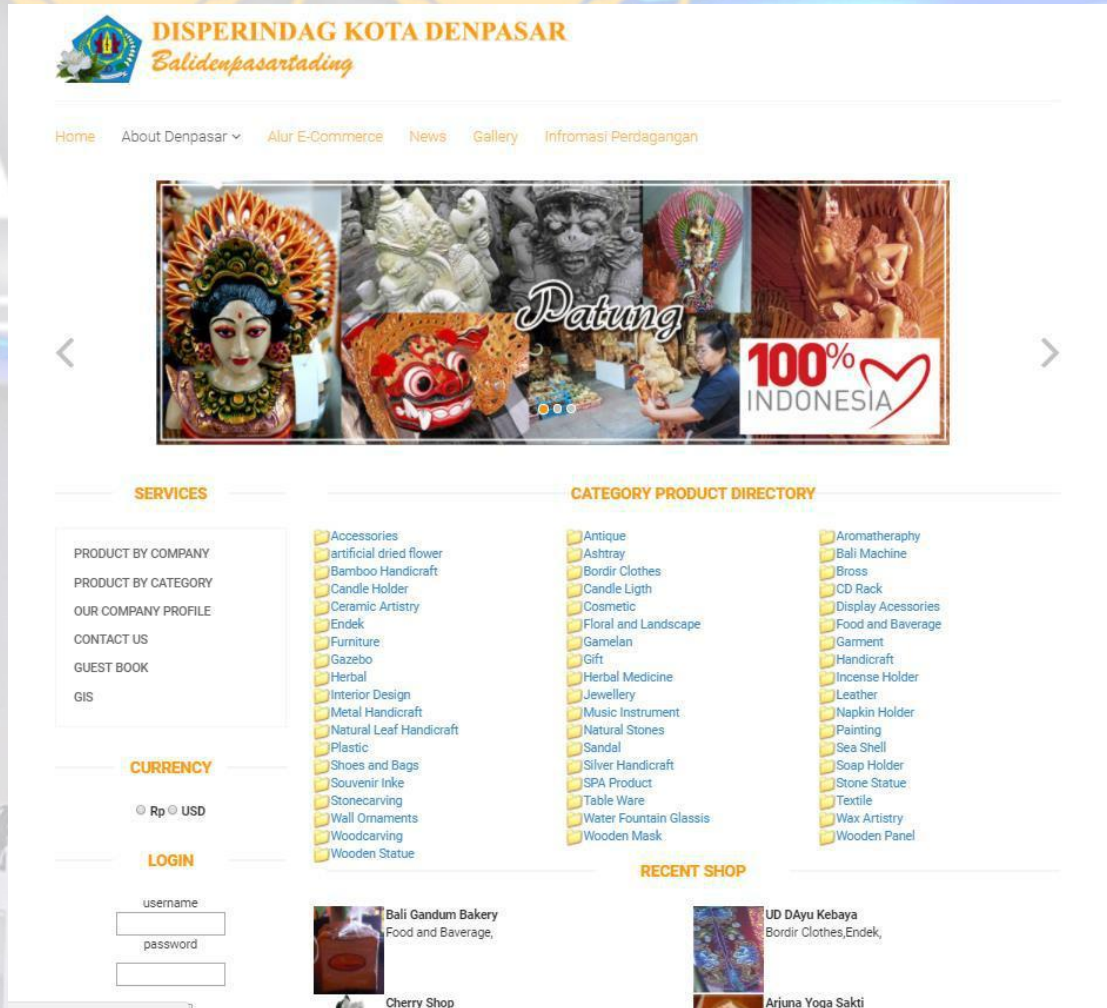 DISPERINDAG KOTA DENPASAR
Balidenpasartading
Home About Denpasar Alur E-Commerce News Gallery Infromasi Perdagangan
Patung
100%
INDONESIA
SERVICES
PRODUCT BY COMPANY
PRODUCT BY CATEGORY
OUR COMPANY PROFILE
CONTACT US
GUEST BOOK
GIS
CURRENCY
Rp USD
LOGIN
username
password
CATEGORY PRODUCT DIRECTORY
Accessories Antique Aromatheraphy
artificial dried flower Ashtray Bali Machine
Bamboo Handicraft Bordir Clothes Bross
Candle Holder Candle Ligth CD Rack
Ceramic Artistry Cosmetic Display Acessories
Endek Floral and Landscape Food and Baverage
Furniture Gamelan Garment
Gazebo Gift Handicraft
Herbal Herbal Medicine Incense Holder
Interior Design Jewellery Leather
Metal Handicraft Music Instrument Napkin Holder
Natural Leaf Handicraft Natural Stones Painting
Plastic Sandal Sea Shell
Shoes and Bags Silver Handicraft Soap Holder
Souvenir Inke SPA Product Stone Statue
Stonecarving Table Ware Textile
Wall Ornaments Water Fountain Glassis Wax Artistry
Woodcarving Wooden Mask Wooden Panel
Wooden Statue
RECENT SHOP
Bali Gandum Bakery UD DAyu Kebaya
Food and Baverage, Bordir Clothes,Endek,
Cherry Shop Arjuna Yoga Sakti